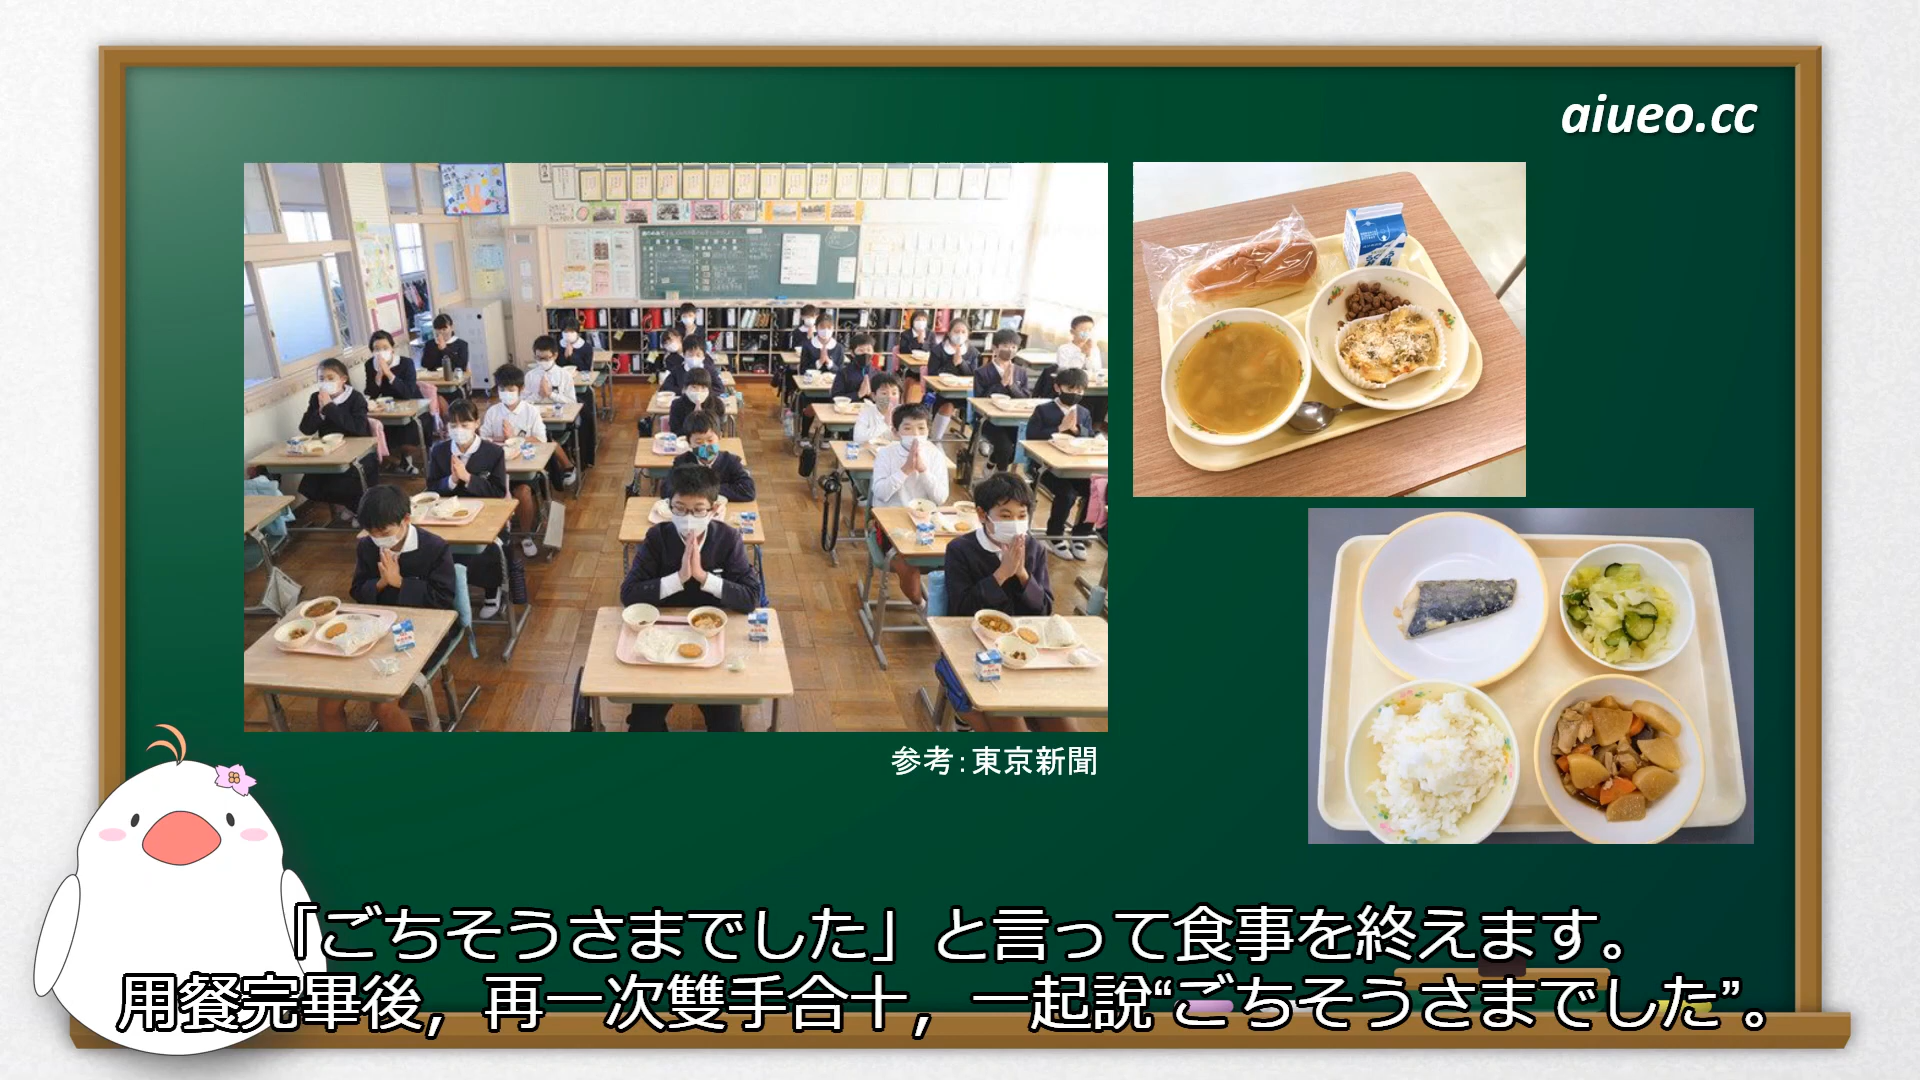 aiueo.cc
参考：東京新聞
「ごちそうさまでした」と言って食事を終えます。
用餐完畢後，再一次雙手合十，一起說“ごちそうさまでした”。